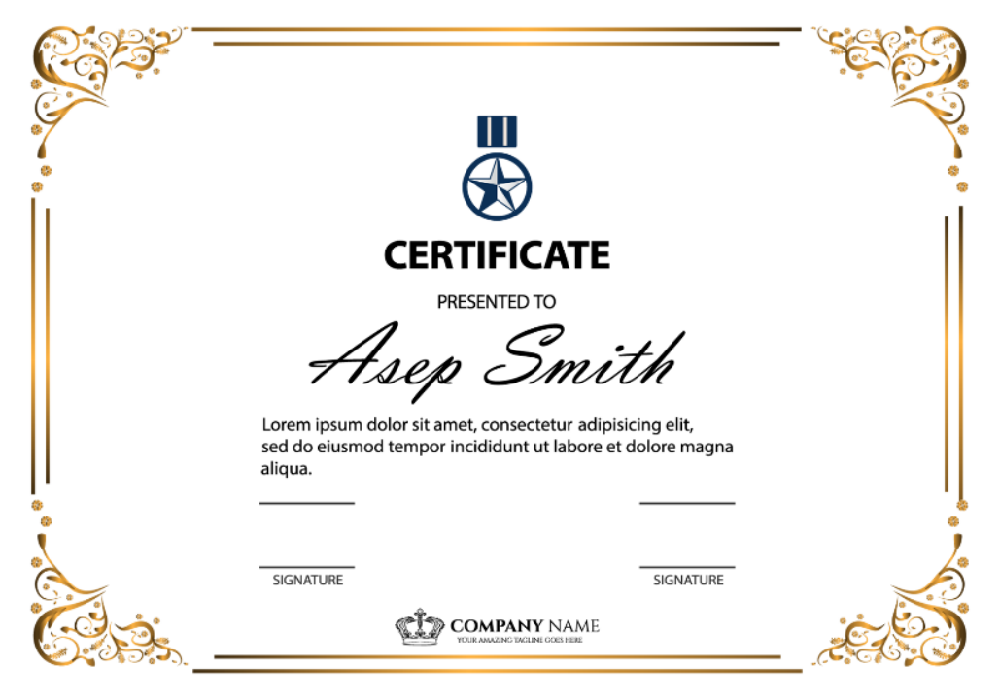 CERTIFICATE
PRESENTED TO
Asep Smith
Lorem ipsum dolor sit amet, consectetur adipisicing elit,
sed do eiusmod tempor incididunt ut labore et dolore magna
aliqua.
SIGNATURE
SIGNATURE
COMPANY NAME
YOUR AMAZING TAGLINE GOES HERE